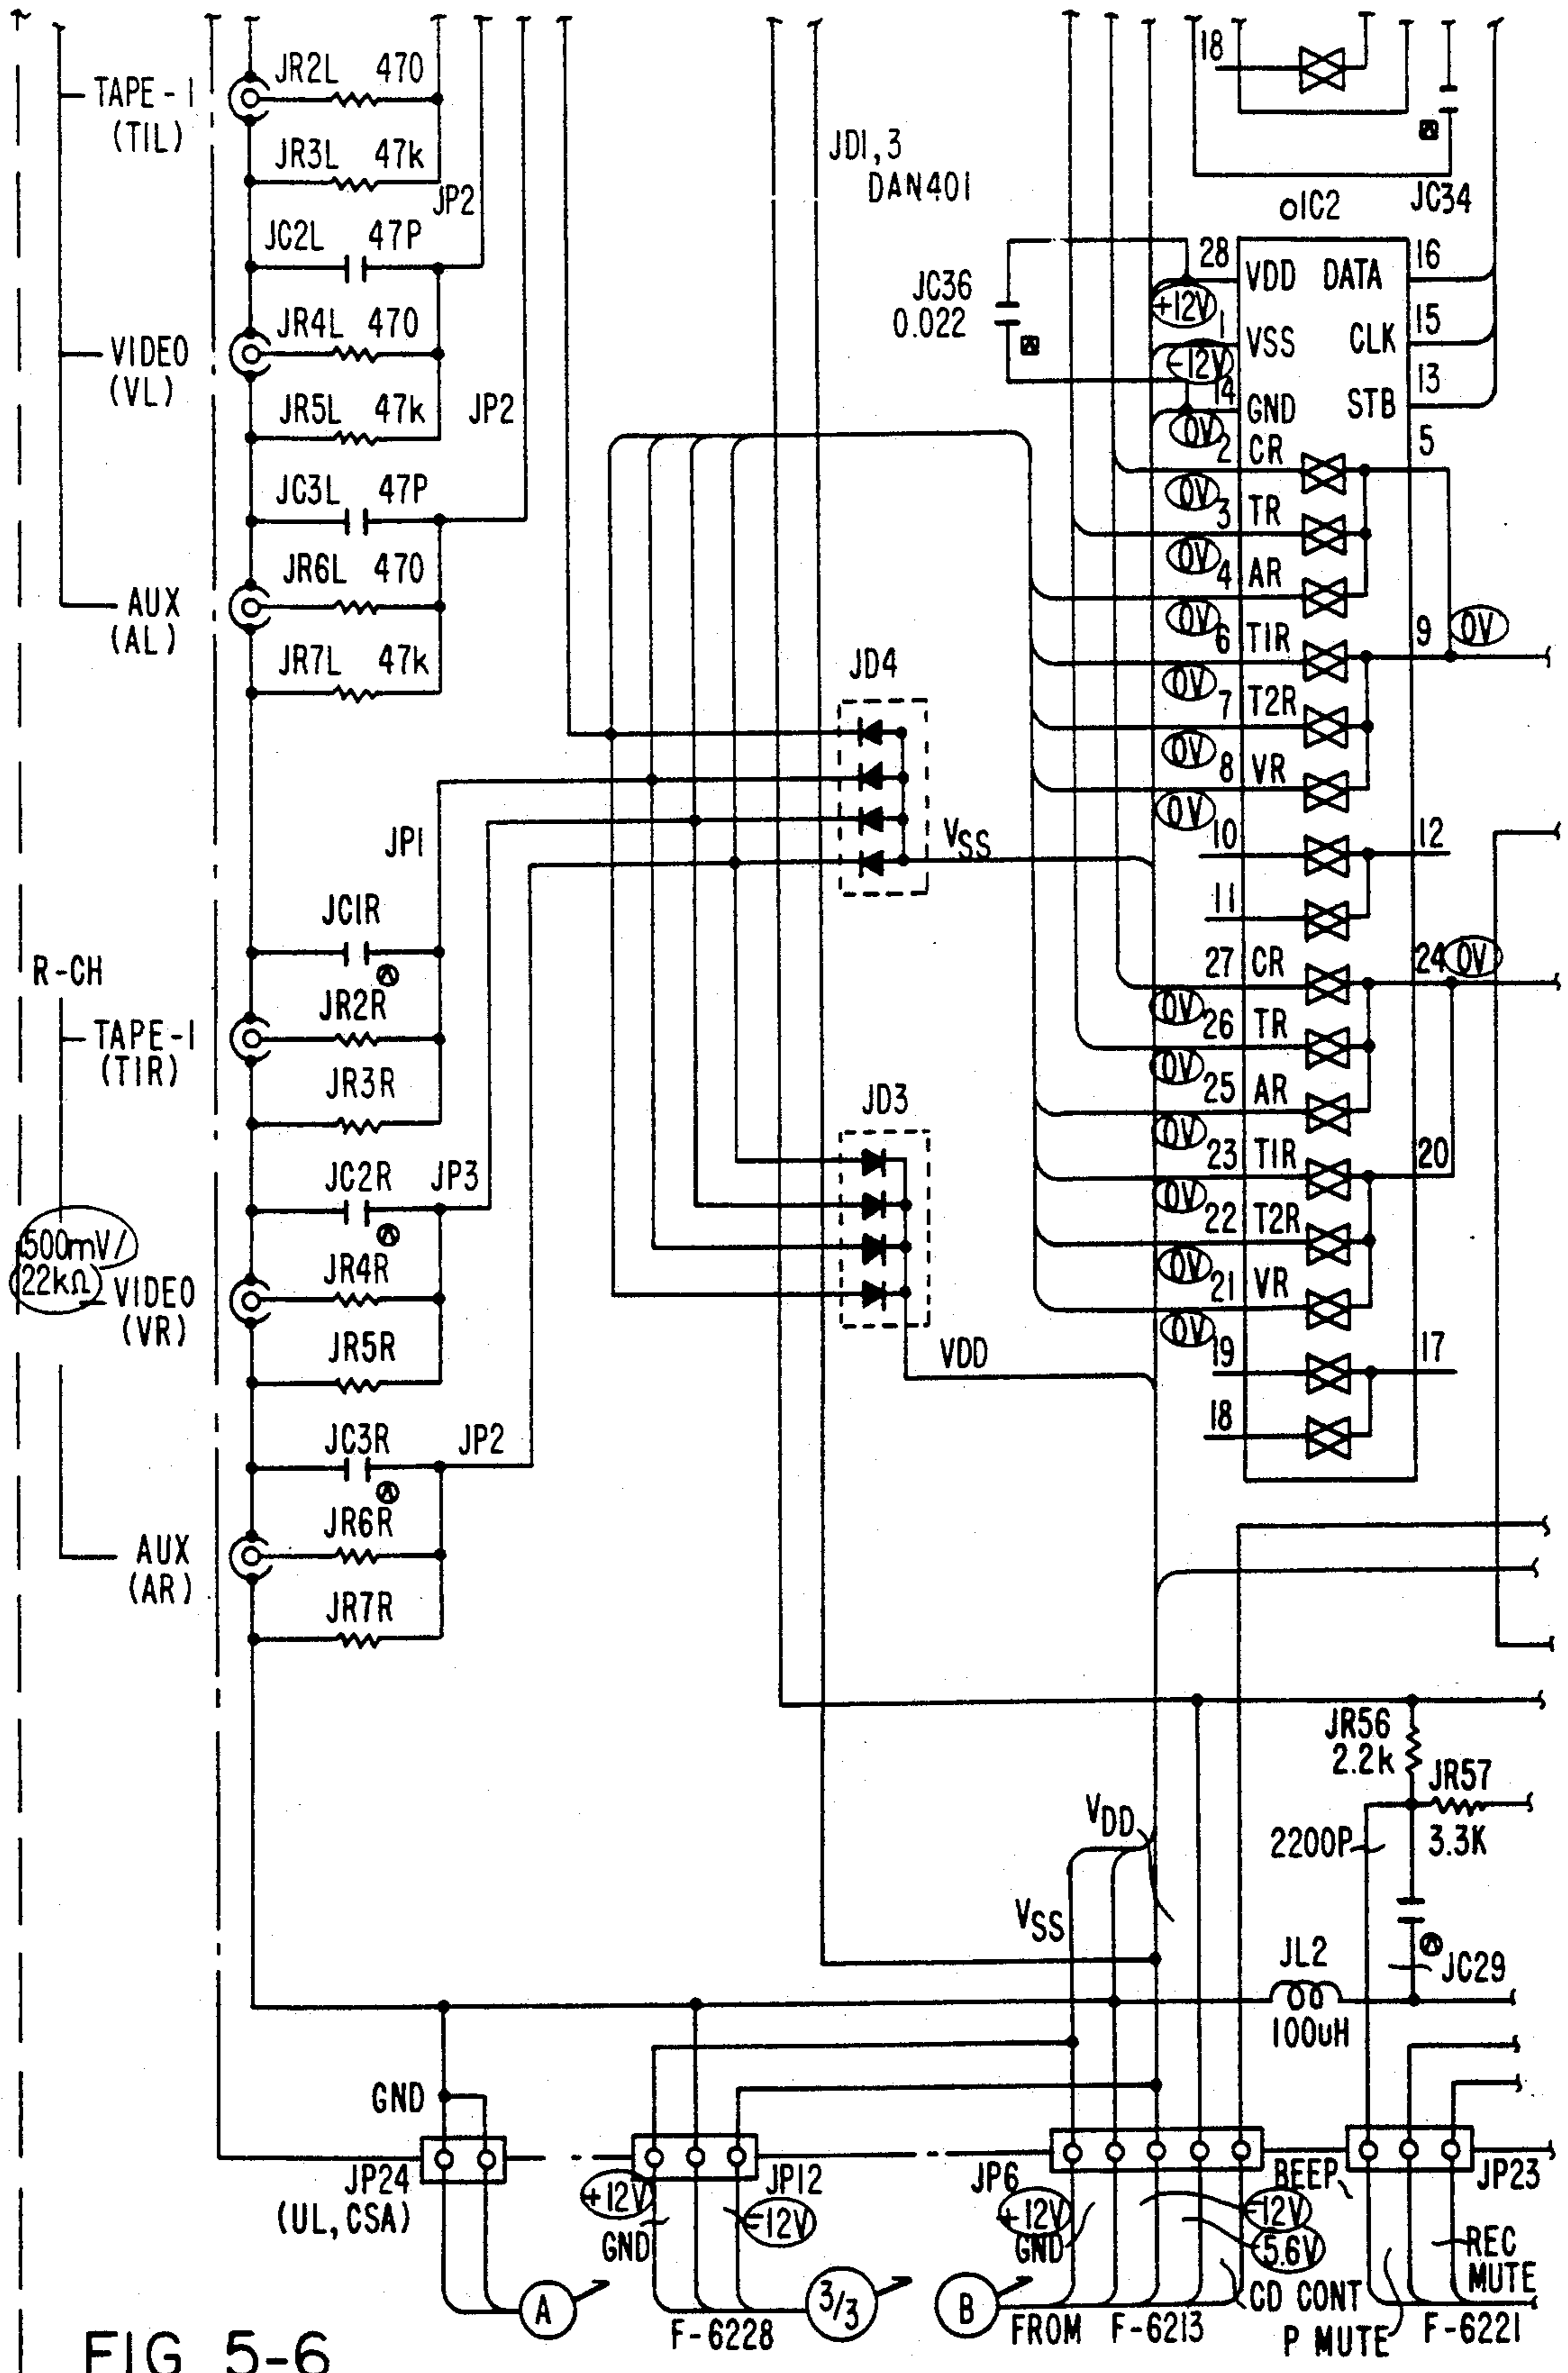 JR2L 470
18
TAPE-1
(T1L)
JD1,3
DAN401
JR3L 47k
JP2
oIC2
JC34
JC2L 47P
28 VDD DATA 16
JC36
0.022
+12V
JR4L 470
1 VSS CLK 15
VIDEO
(VL)
-12V
14 GND STB 13
JR5L 47k
JP2
0V
2 CR 5
JC3L 47P
0V
3 TR
JR6L 470
0V
4 AR
AUX
(AL)
0V
6 T1R 9 0V
JR7L 47k
JD4
0V
7 T2R
0V
8 VR
0V
JP1
VSS
10 12
11
JC1R
27 CR 24 0V
R-CH
0V
JR2R
26 TR
TAPE-1
(T1R)
0V
JR3R
JD3
25 AR
0V
JC2R JP3
23 T1R 20
0V
22 T2R
500mV/
22kΩ
JR4R
0V
VIDEO
(VR)
21 VR
0V
JR5R
VDD
19 17
JC3R JP2
18
JR6R
AUX
(AR)
JR7R
JR56
2.2k
JR57
3.3K
VDD
2200P
VSS
JL2
100uH
JC29
GND
JP24
(UL, CSA)
+12V
JP12
-12V
GND
JP6
+12V
GND
BEEP
-12V
5.6V
JP23
REC
MUTE
A
3/3
B
CD CONT
F-6228
FROM F-6213
P MUTE
F-6221
FIG 5-6